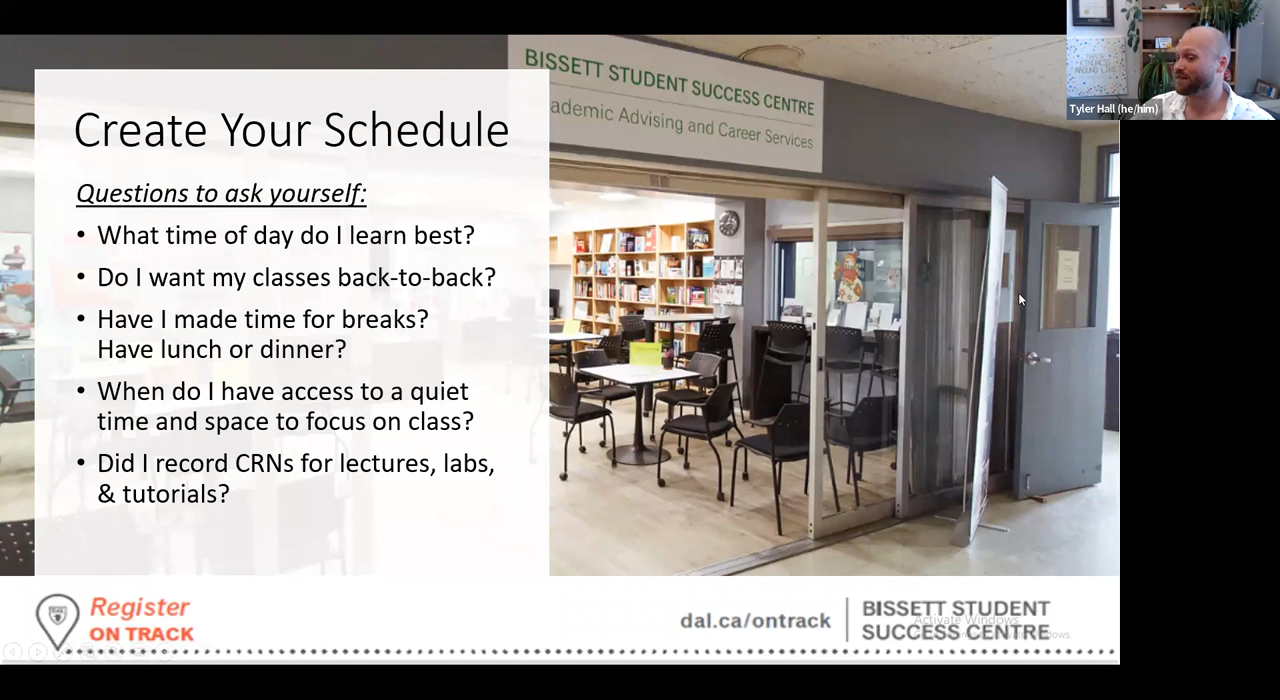 Create Your Schedule
Questions to ask yourself:
• What time of day do I learn best?
• Do I want my classes back-to-back?
• Have I made time for breaks?
Have lunch or dinner?
• When do I have access to a quiet
time and space to focus on class?
• Did I record CRNs for lectures, labs,
& tutorials?
BISSETT STUDENT SUCCESS CENTRE
ademic Advising and Career Services
Tyler Hall (he/him)
Register
ON TRACK
dal.ca/ontrack
BISSETT STUDENT
SUCCESS CENTRE
Activate Windows